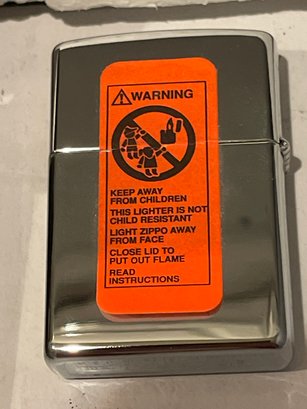 WARNING
KEEP AWAY
FROM CHILDREN
THIS LIGHTER IS NOT
CHILD RESISTANT
LIGHT ZIPPO AWAY
FROM FACE
CLOSE LID TO
PUT OUT FLAME
READ
INSTRUCTIONS